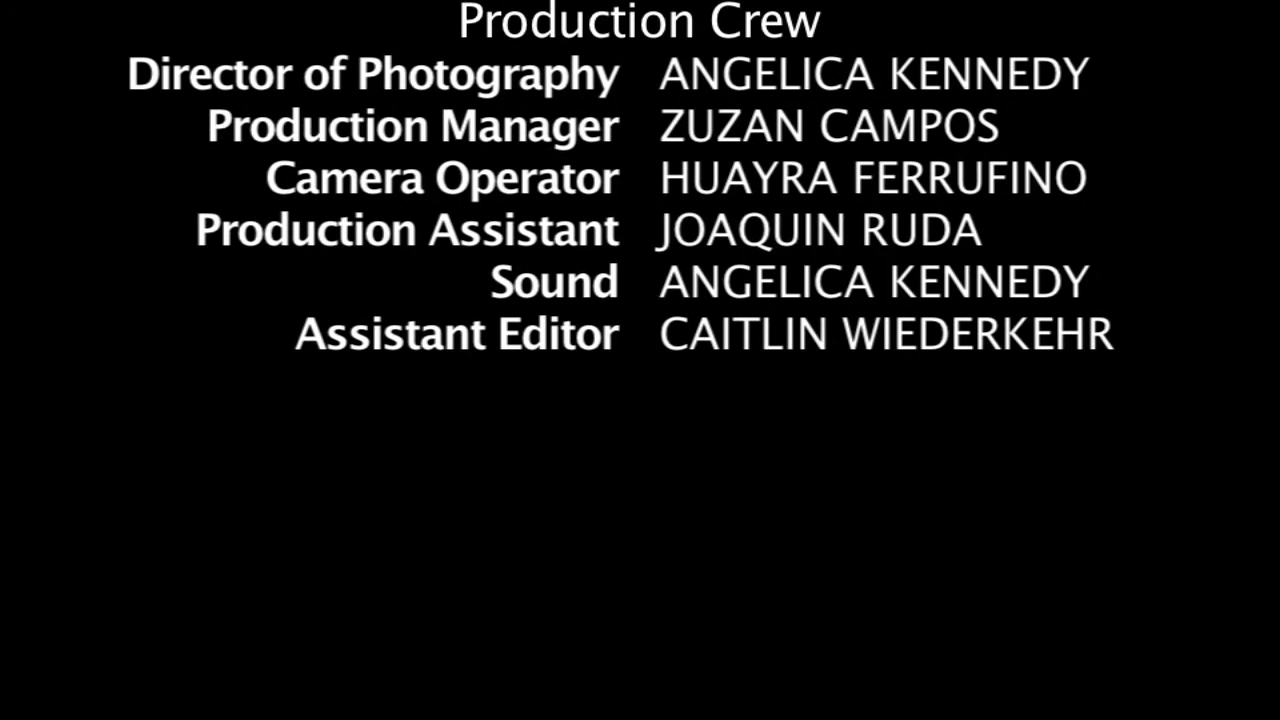 Production Crew
Director of Photography ANGELICA KENNEDY
Production Manager ZUZAN CAMPOS
Camera Operator HUAYRA FERRUFINO
Production Assistant JOAQUIN RUDA
Sound ANGELICA KENNEDY
Assistant Editor CAITLIN WIEDERKEHR